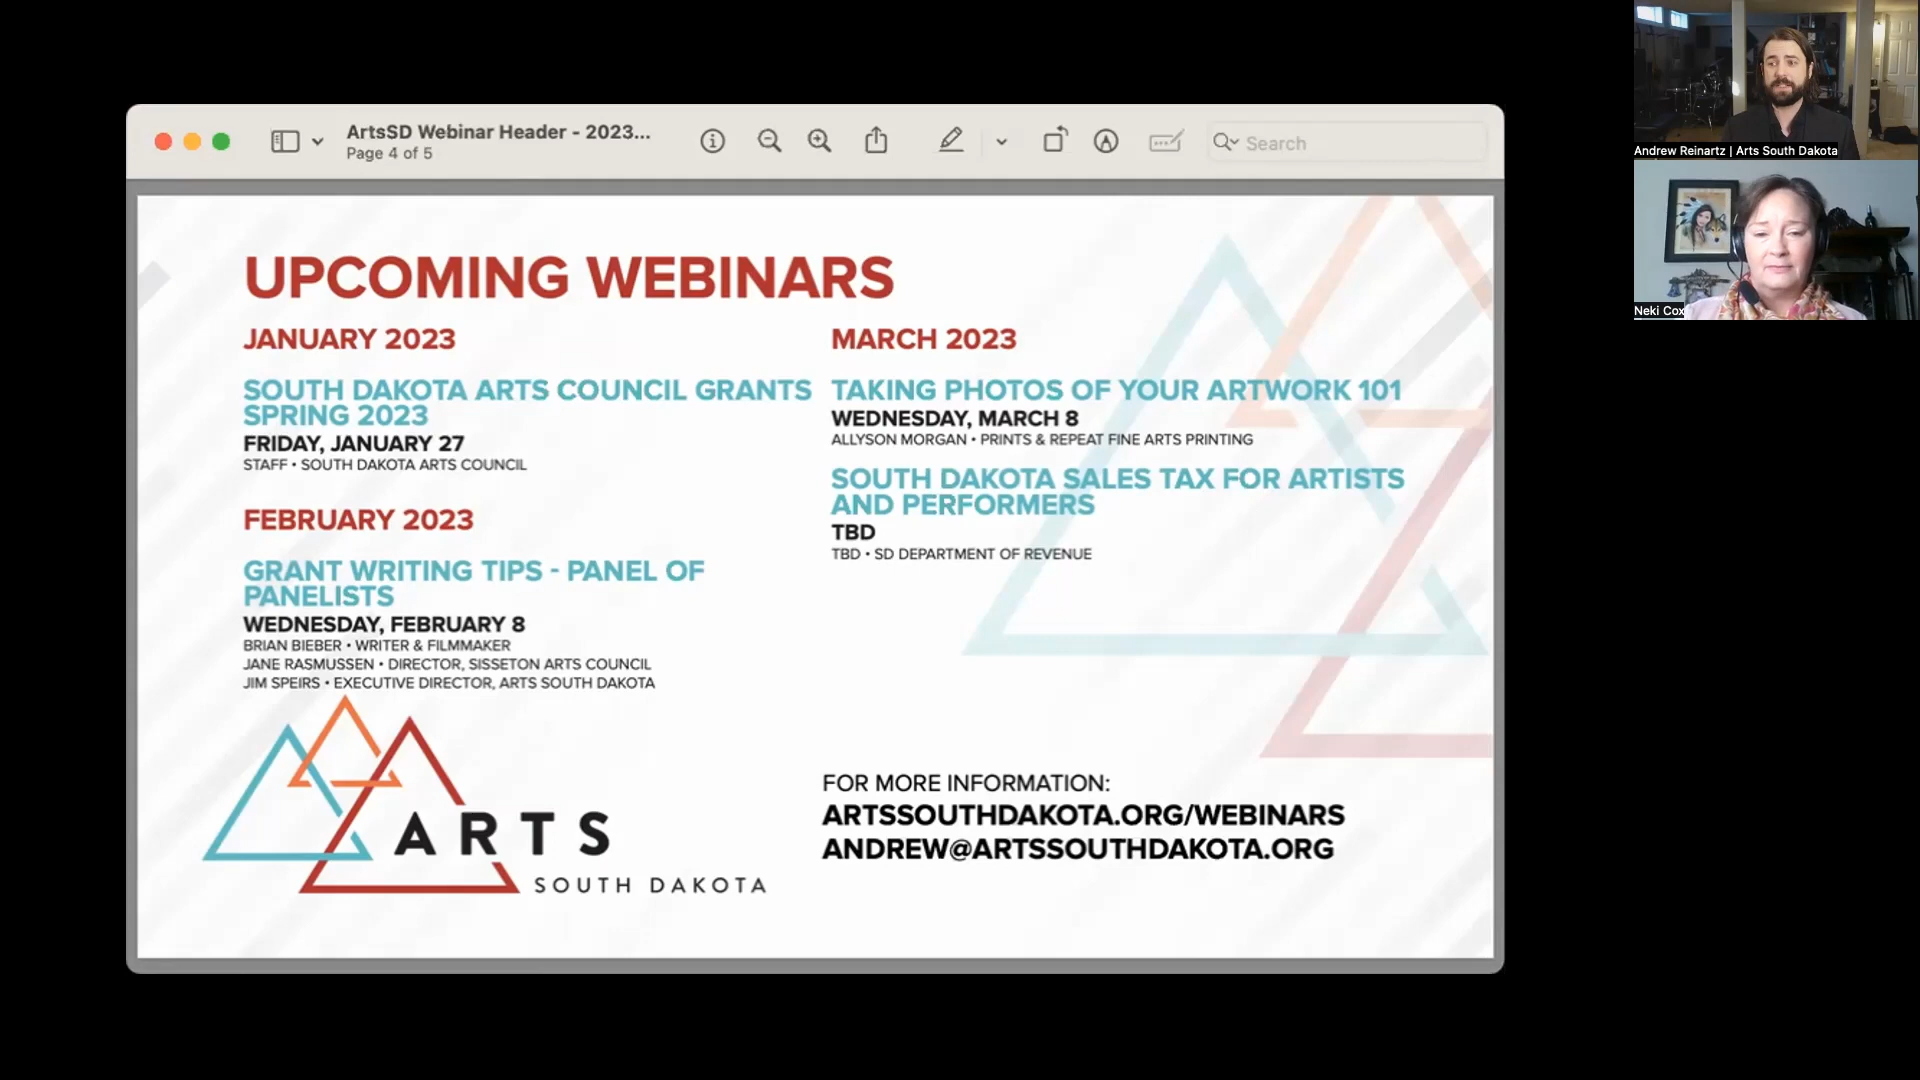 ArtsSD Webinar Header - 2023...
Page 4 of 5
Search
UPCOMING WEBINARS
JANUARY 2023
SOUTH DAKOTA ARTS COUNCIL GRANTS
SPRING 2023
FRIDAY, JANUARY 27
STAFF • SOUTH DAKOTA ARTS COUNCIL
FEBRUARY 2023
GRANT WRITING TIPS - PANEL OF
PANELISTS
WEDNESDAY, FEBRUARY 8
BRIAN BIEBER • WRITER & FILMMAKER
JANE RASMUSSEN • DIRECTOR, SISSETON ARTS COUNCIL
JIM SPEIRS • EXECUTIVE DIRECTOR, ARTS SOUTH DAKOTA
MARCH 2023
TAKING PHOTOS OF YOUR ARTWORK 101
WEDNESDAY, MARCH 8
ALLYSON MORGAN • PRINTS & REPEAT FINE ARTS PRINTING
SOUTH DAKOTA SALES TAX FOR ARTISTS
AND PERFORMERS
TBD
TBD • SD DEPARTMENT OF REVENUE
ARTS
SOUTH DAKOTA
FOR MORE INFORMATION:
ARTSSOUTHDAKOTA.ORG/WEBINARS
ANDREW@ARTSSOUTHDAKOTA.ORG
Andrew Reinartz | Arts South Dakota
Neki Cox